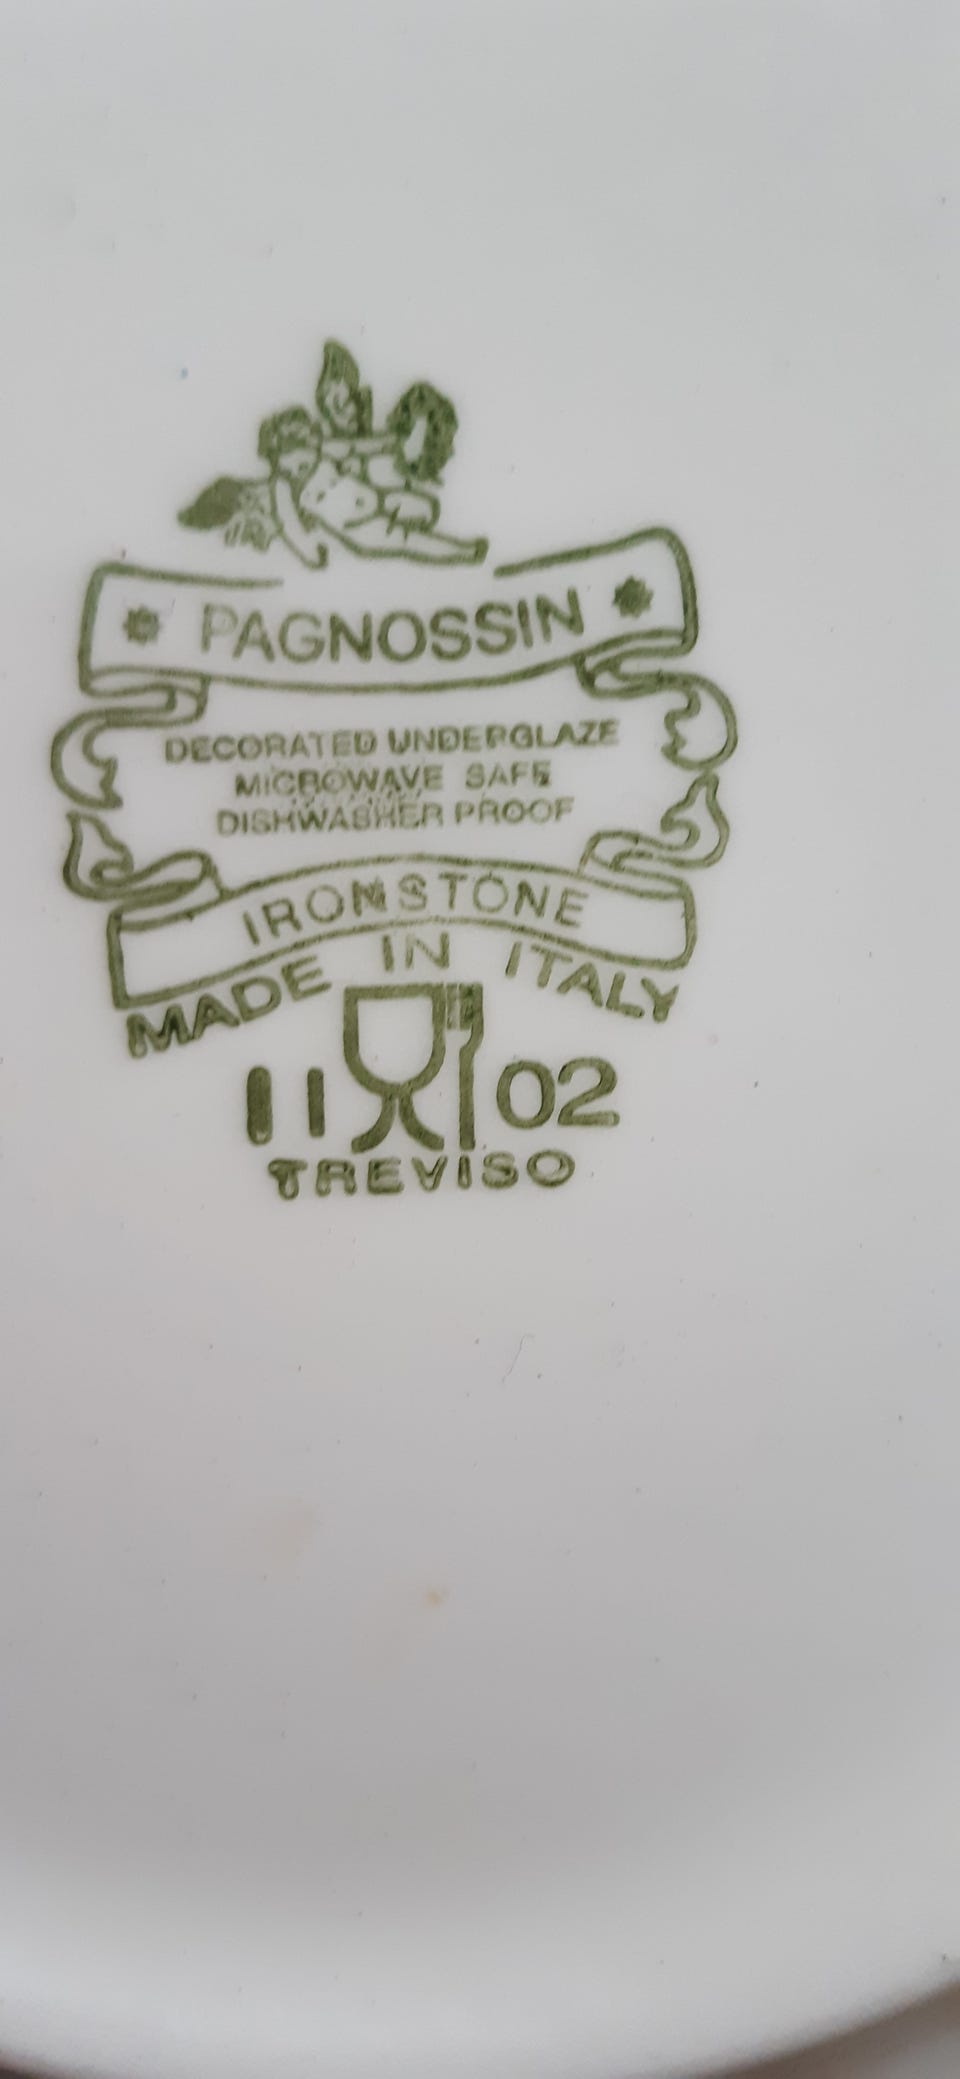 PAGNOSSIN
DECORATED UNDERGLAZE
MICROWAVE SAFE
DISHWASHER PROOF
IRONSTONE
MADE IN ITALY
11 02
TREVISO